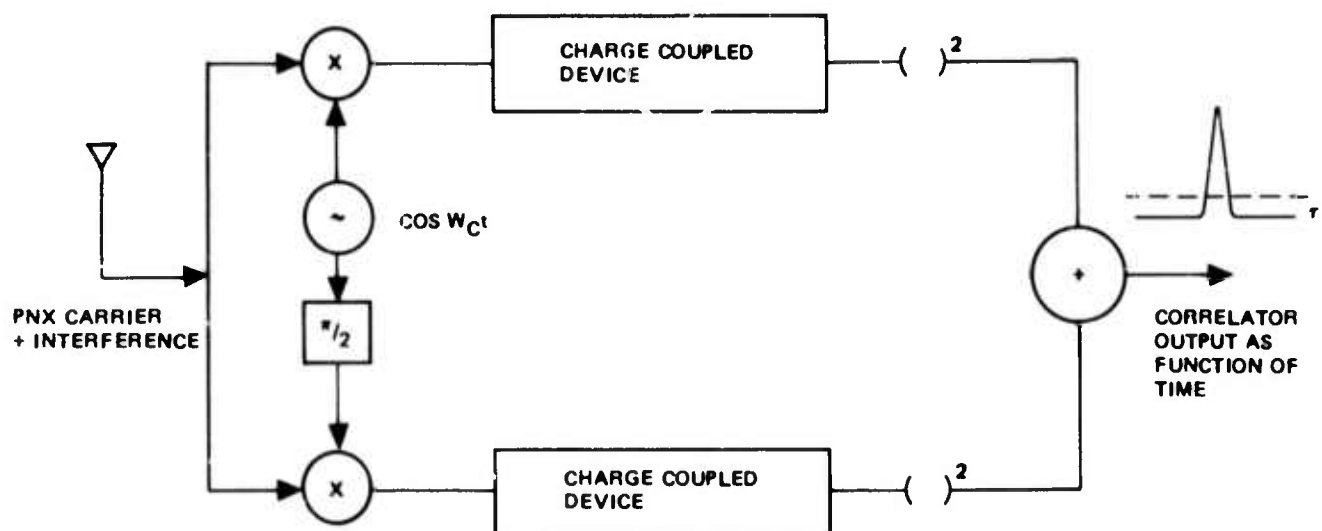 CHARGE COUPLED
DEVICE
( )²
X
~
COS W_C t
π/2
τ
PNX CARRIER
+ INTERFERENCE
+
CORRELATOR
OUTPUT AS
FUNCTION OF
TIME
X
CHARGE COUPLED
DEVICE
( )²